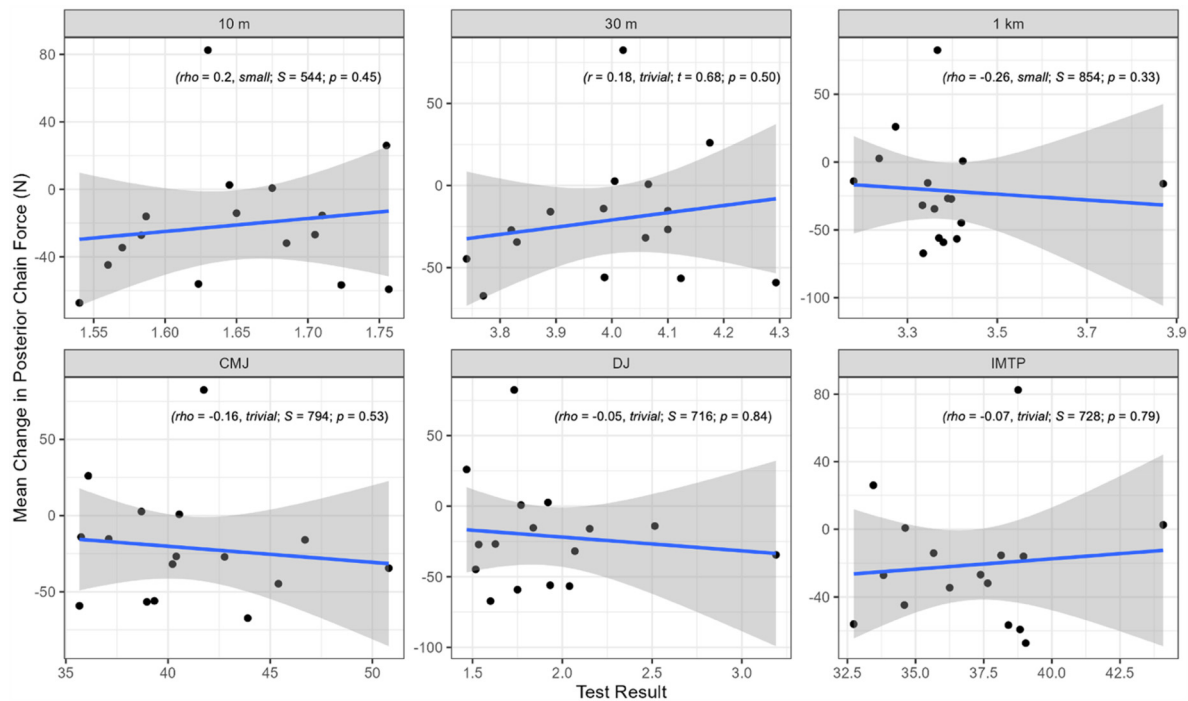 10 m
30 m
1 km
(rho = 0.2, small; S = 544; p = 0.45)
(r = 0.18, trivial; t = 0.68; p = 0.50)
(rho = -0.26, small; S = 854; p = 0.33)
80
40
0
-40
50
0
-50
50
0
-50
-100
1.55 1.60 1.65 1.70 1.75
3.7 3.8 3.9 4.0 4.1 4.2 4.3
3.3 3.5 3.7 3.9
CMJ
DJ
IMTP
(rho = -0.16, trivial; S = 794; p = 0.53)
(rho = -0.05, trivial; S = 716; p = 0.84)
(rho = -0.07, trivial; S = 728; p = 0.79)
50
0
-50
50
0
-50
-100
80
40
0
-40
35 40 45 50
1.5 2.0 2.5 3.0
32.5 35.0 37.5 40.0 42.5
Mean Change in Posterior Chain Force (N)
Test Result